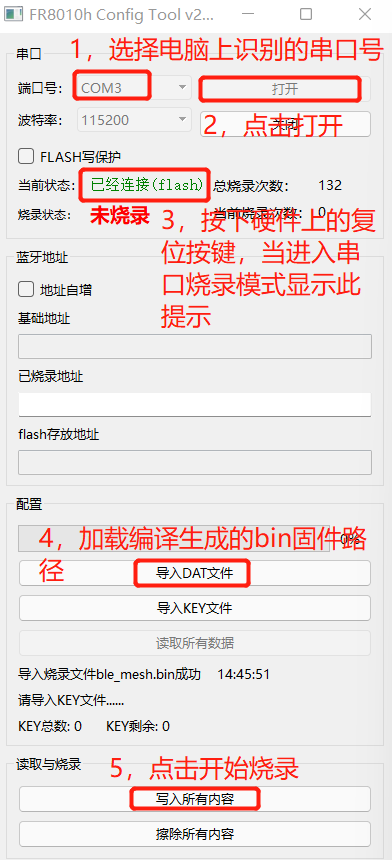 FR8010h Config Tool v2...
1，选择电脑上识别的串口号
串口
端口号： COM3 打开
波特率： 115200 关闭
2，点击打开
FLASH写保护
当前状态： 已经连接(flash) 总烧录次数： 132
烧录状态： 未烧录 当前烧录次数： 0
3，按下硬件上的复
位按键，当进入串
口烧录模式显示此
提示
蓝牙地址
地址自增
基础地址
已烧录地址
flash存放地址
配置
0%
4，加载编译生成的bin固件路
径
导入DAT文件
导入KEY文件
读取所有数据
导入烧录文件ble_mesh.bin成功 14:45:51
请导入KEY文件......
KEY总数: 0 KEY剩余: 0
读取与烧录
5，点击开始烧录
写入所有内容
擦除所有内容